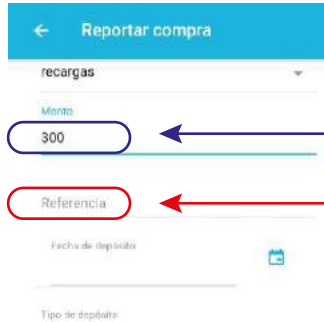 Reportar compra
recargas
Monto
300
Referencia
Fecha de depósito
Tipo de depósito